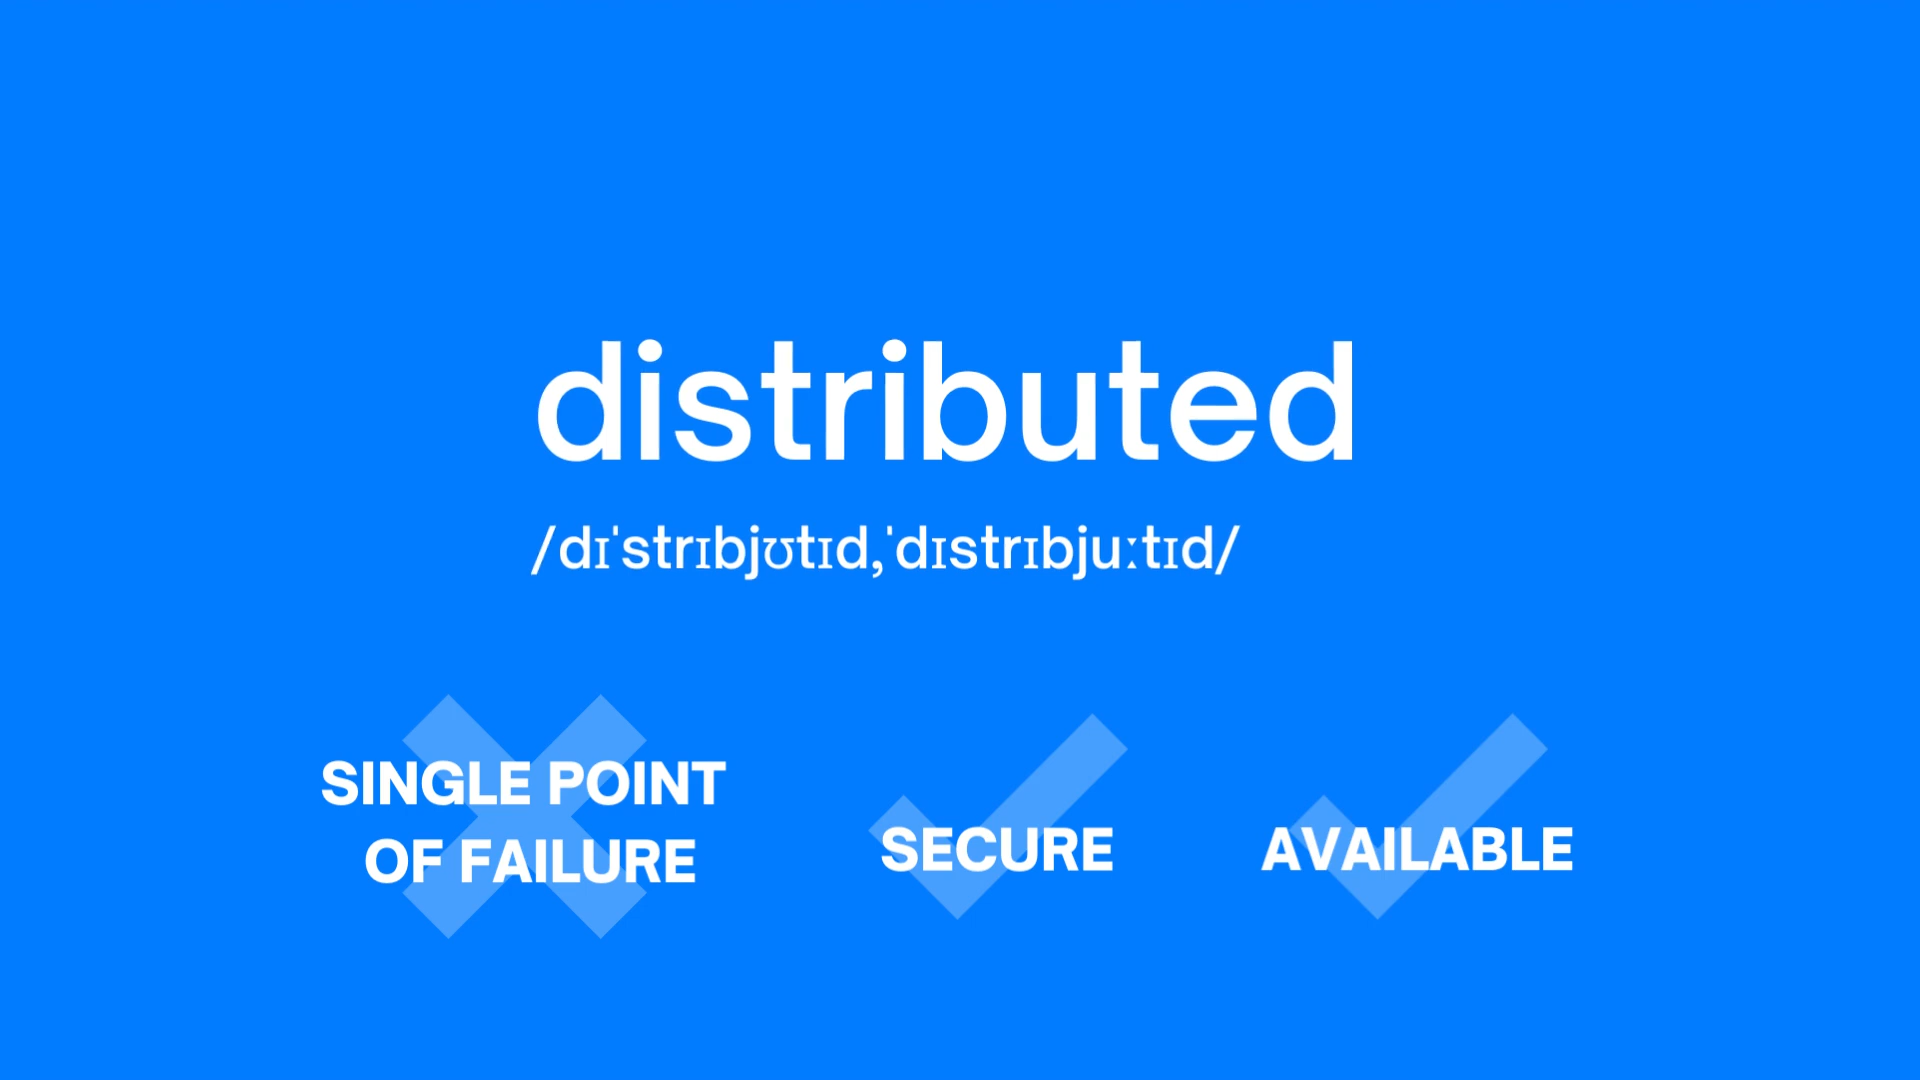 distributed
/dɪˈstrɪbjʊtɪd,ˈdɪstrɪbjuːtɪd/
SINGLE POINT
OF FAILURE
SECURE
AVAILABLE